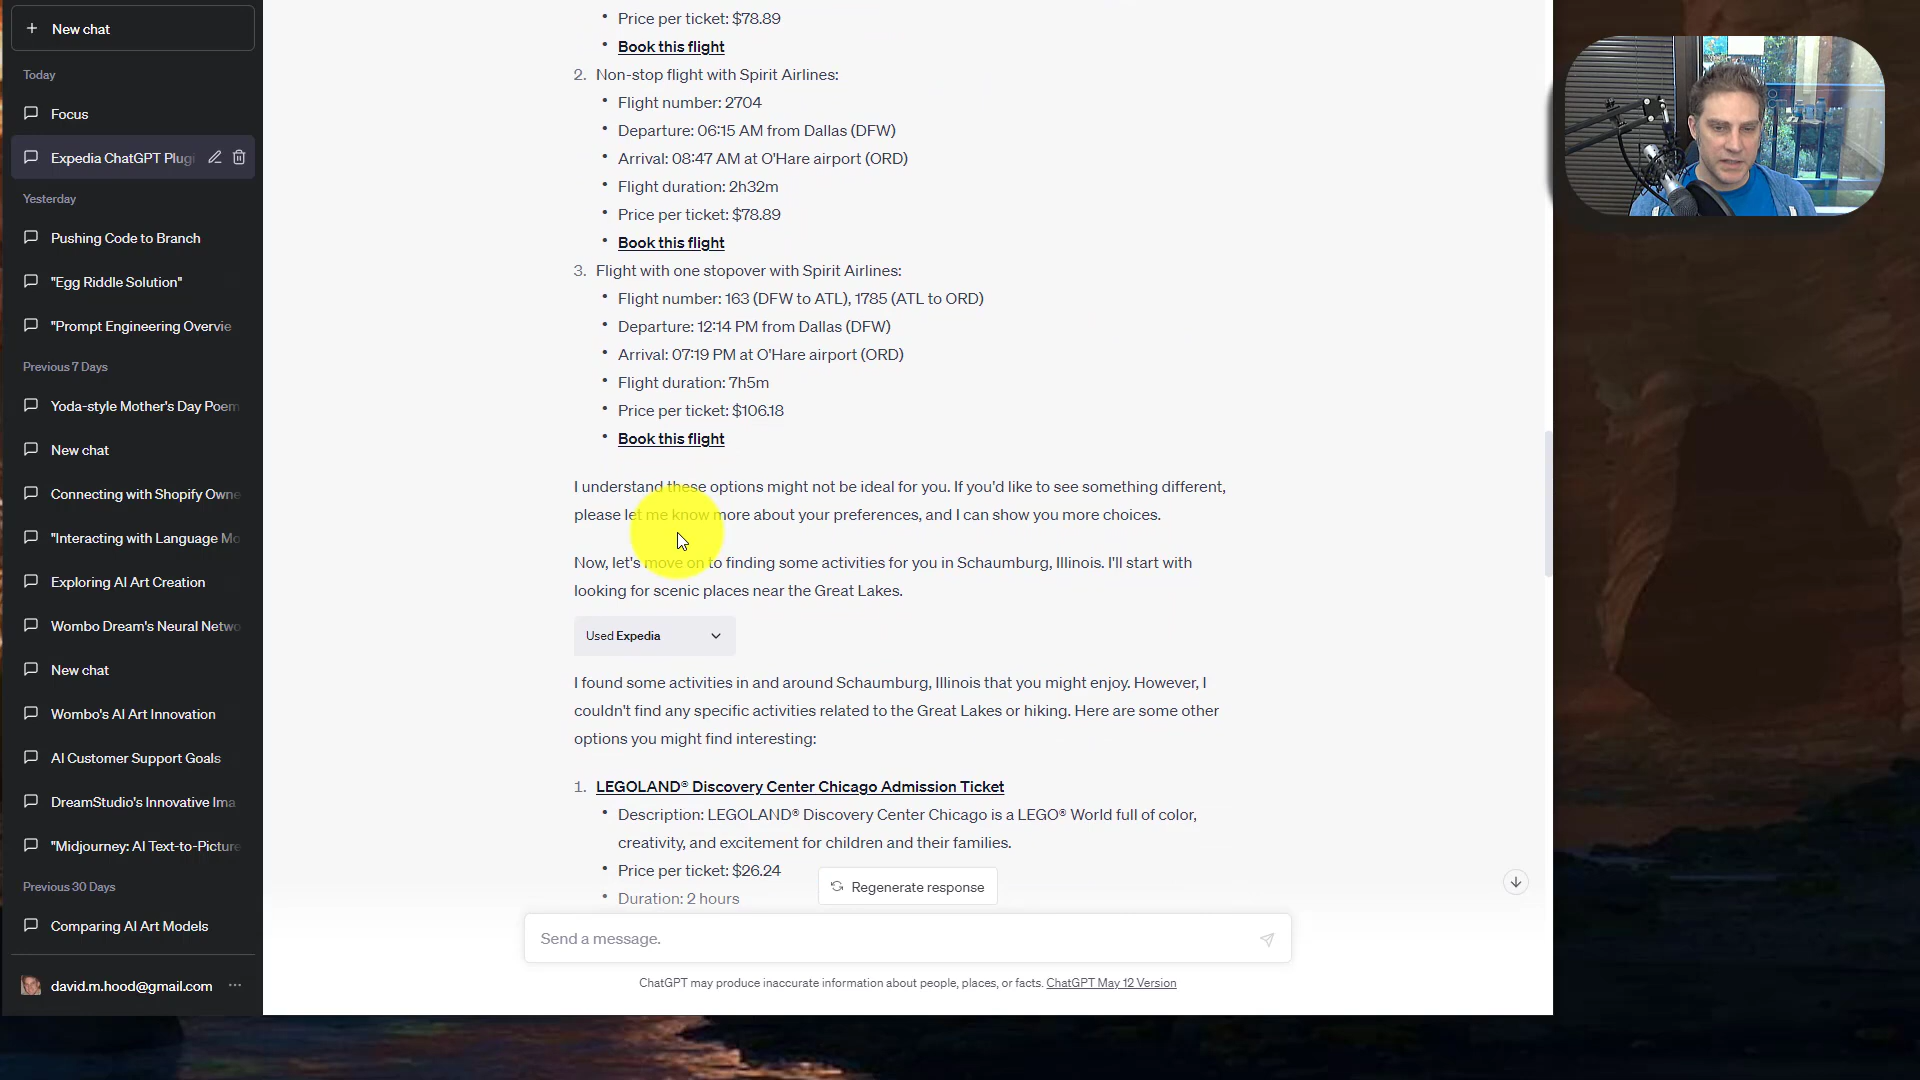 New chat
Today
Focus
Expedia ChatGPT Plugi
Yesterday
Pushing Code to Branch
"Egg Riddle Solution"
"Prompt Engineering Overvie
Previous 7 Days
Yoda-style Mother's Day Poem
New chat
Connecting with Shopify Owne
"Interacting with Language Mo
Exploring AI Art Creation
Wombo Dream's Neural Netwo
New chat
Wombo's AI Art Innovation
AI Customer Support Goals
DreamStudio's Innovative Ima
"Midjourney: AI Text-to-Picture
Previous 30 Days
Comparing AI Art Models
david.m.hood@gmail.com
• Price per ticket: $78.89
• Book this flight
2. Non-stop flight with Spirit Airlines:
• Flight number: 2704
• Departure: 06:15 AM from Dallas (DFW)
• Arrival: 08:47 AM at O'Hare airport (ORD)
• Flight duration: 2h32m
• Price per ticket: $78.89
• Book this flight
3. Flight with one stopover with Spirit Airlines:
• Flight number: 163 (DFW to ATL), 1785 (ATL to ORD)
• Departure: 12:14 PM from Dallas (DFW)
• Arrival: 07:19 PM at O'Hare airport (ORD)
• Flight duration: 7h5m
• Price per ticket: $106.18
• Book this flight
I understand these options might not be ideal for you. If you'd like to see something different,
please let me know more about your preferences, and I can show you more choices.
Now, let's move on to finding some activities for you in Schaumburg, Illinois. I'll start with
looking for scenic places near the Great Lakes.
Used Expedia
I found some activities in and around Schaumburg, Illinois that you might enjoy. However, I
couldn't find any specific activities related to the Great Lakes or hiking. Here are some other
options you might find interesting:
1. LEGOLAND® Discovery Center Chicago Admission Ticket
• Description: LEGOLAND® Discovery Center Chicago is a LEGO® World full of color,
creativity, and excitement for children and their families.
• Price per ticket: $26.24
• Duration: 2 hours
Regenerate response
Send a message.
ChatGPT may produce inaccurate information about people, places, or facts. ChatGPT May 12 Version